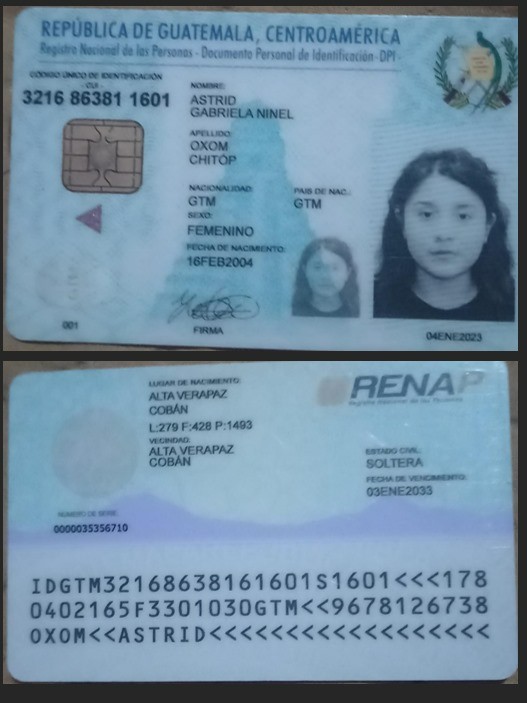 REPÚBLICA DE GUATEMALA, CENTROAMÉRICA
Registro Nacional de las Personas - Documento Personal de Identificación -DPI-
CÓDIGO ÚNICO DE IDENTIFICACIÓN
- CUI -
3216 86381 1601
NOMBRE:
ASTRID
GABRIELA NINEL
APELLIDO:
OXOM
CHITÓP
NACIONALIDAD:
GTM
PAIS DE NAC.:
GTM
SEXO:
FEMENINO
FECHA DE NACIMIENTO:
16FEB2004
FIRMA
001
04ENE2023
LUGAR DE NACIMIENTO:
ALTA VERAPAZ
COBÁN
L:279 F:428 P:1493
VECINDAD:
ALTA VERAPAZ
COBÁN
RENAP
Registro Nacional de las Personas
ESTADO CIVIL:
SOLTERA
FECHA DE VENCIMIENTO:
03ENE2033
NUMERO DE SERIE:
0000035356710
IDGTM32168638161601S1601<<<178
0402165F3301030GTM<<9678126738
OXOM<<ASTRID<<<<<<<<<<<<<<<<<<